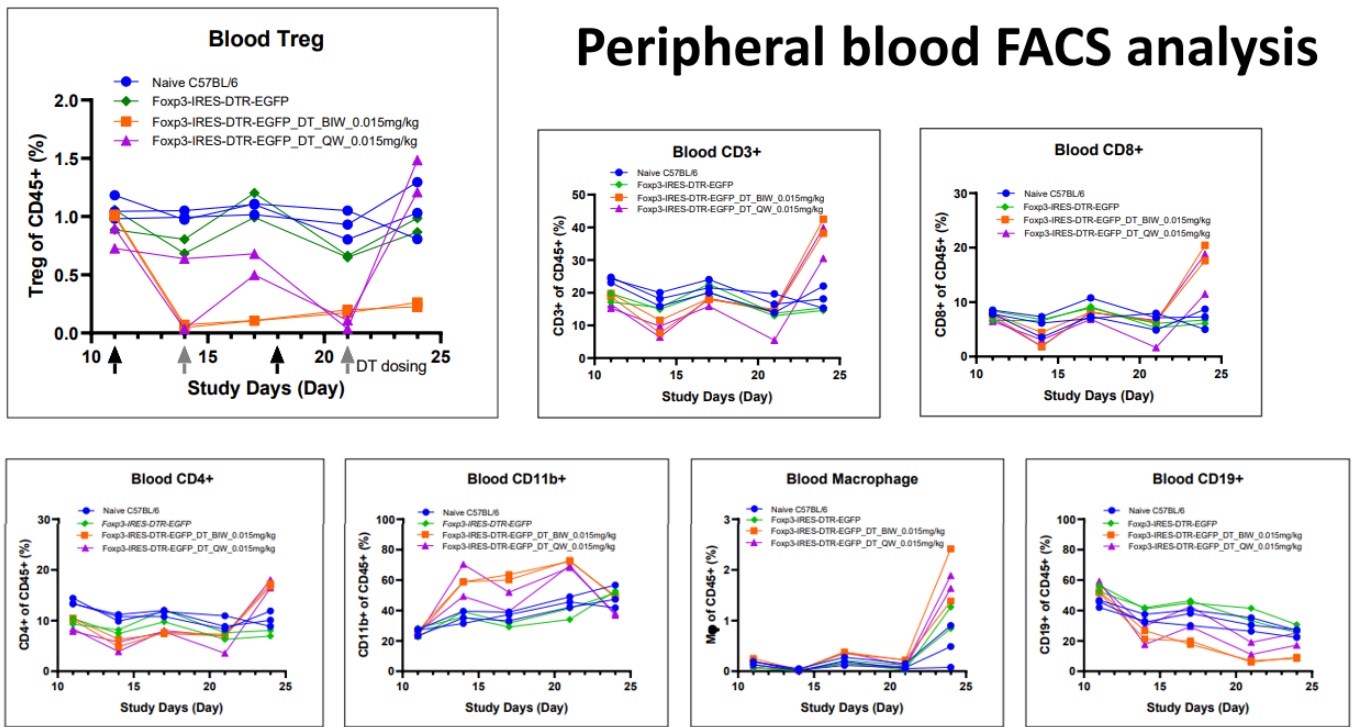 Peripheral blood FACS analysis
Blood Treg
Naive C57BL/6
Foxp3-IRES-DTR-EGFP
Foxp3-IRES-DTR-EGFP_DT_BIW_0.015mg/kg
Foxp3-IRES-DTR-EGFP_DT_QW_0.015mg/kg
Treg of CD45+ (%)
2.0
1.5
1.0
0.5
0.0
10 15 20 25
DT dosing
Study Days (Day)
Blood CD3+
Naive C57BL/6
Foxp3-IRES-DTR-EGFP
Foxp3-IRES-DTR-EGFP_DT_BIW_0.015mg/kg
Foxp3-IRES-DTR-EGFP_DT_QW_0.015mg/kg
CD3+ of CD45+ (%)
50
40
30
20
10
0
10 15 20 25
Study Days (Day)
Blood CD8+
Naive C57BL/6
Foxp3-IRES-DTR-EGFP
Foxp3-IRES-DTR-EGFP_DT_BIW_0.015mg/kg
Foxp3-IRES-DTR-EGFP_DT_QW_0.015mg/kg
CD8+ of CD45+ (%)
30
20
10
0
10 15 20 25
Study Days (Day)
Blood CD4+
Naive C57BL/6
Foxp3-IRES-DTR-EGFP
Foxp3-IRES-DTR-EGFP_DT_BIW_0.015mg/kg
Foxp3-IRES-DTR-EGFP_DT_QW_0.015mg/kg
CD4+ of CD45+ (%)
30
20
10
0
10 15 20 25
Study Days (Day)
Blood CD11b+
Naive C57BL/6
Foxp3-IRES-DTR-EGFP
Foxp3-IRES-DTR-EGFP_DT_BIW_0.015mg/kg
Foxp3-IRES-DTR-EGFP_DT_QW_0.015mg/kg
CD11b+ of CD45+ (%)
100
80
60
40
20
0
10 15 20 25
Study Days (Day)
Blood Macrophage
Naive C57BL/6
Foxp3-IRES-DTR-EGFP
Foxp3-IRES-DTR-EGFP_DT_BIW_0.015mg/kg
Foxp3-IRES-DTR-EGFP_DT_QW_0.015mg/kg
of CD45+ (%)
3
2
1
0
10 15 20 25
Study Days (Day)
Blood CD19+
Naive C57BL/6
Foxp3-IRES-DTR-EGFP
Foxp3-IRES-DTR-EGFP_DT_BIW_0.015mg/kg
Foxp3-IRES-DTR-EGFP_DT_QW_0.015mg/kg
CD19+ of CD45+ (%)
100
80
60
40
20
0
10 15 20 25
Study Days (Day)